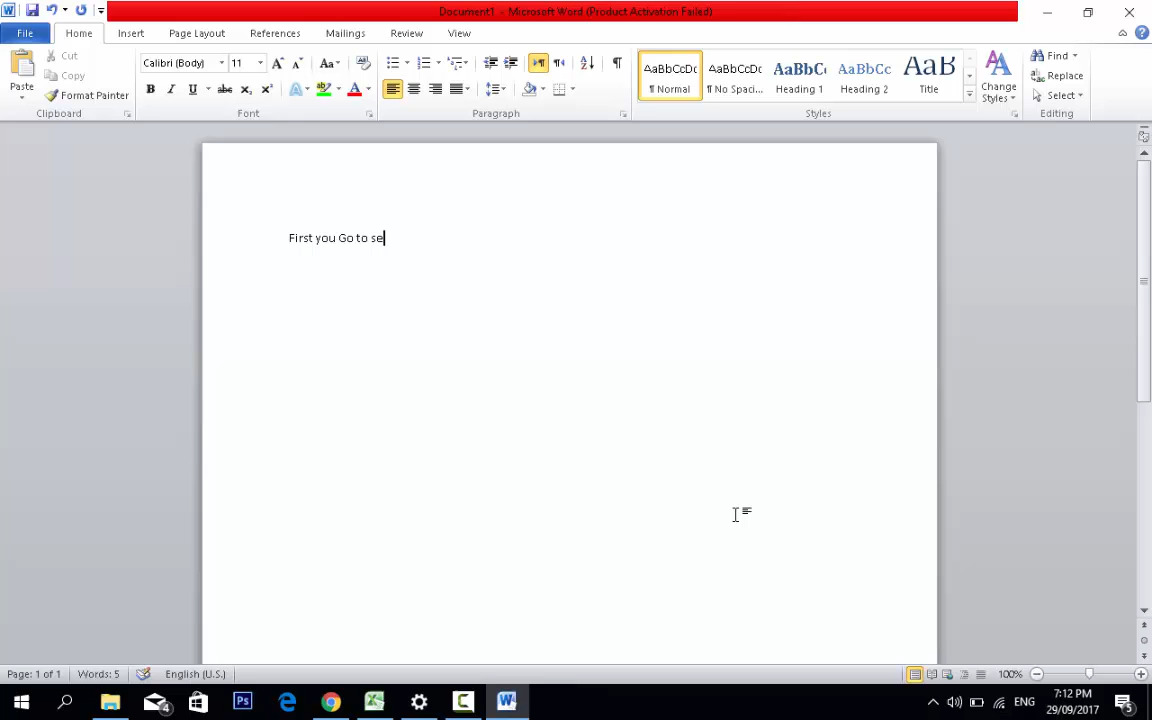 Document1 - Microsoft Word (Product Activation Failed)
File Home Insert Page Layout References Mailings Review View
Paste
Cut
Copy
Format Painter
Clipboard
Calibri (Body) 11
Font
Paragraph
AaBbCcDc AaBbCcDc AaBbCc AaBbCc AaB
¶ Normal ¶ No Spaci... Heading 1 Heading 2 Title
Change
Styles
Styles
Find
Replace
Select
Editing
First you Go to se
Page: 1 of 1 Words: 5 English (U.S.) 100%
4 Ps ENG 7:12 PM
29/09/2017 5